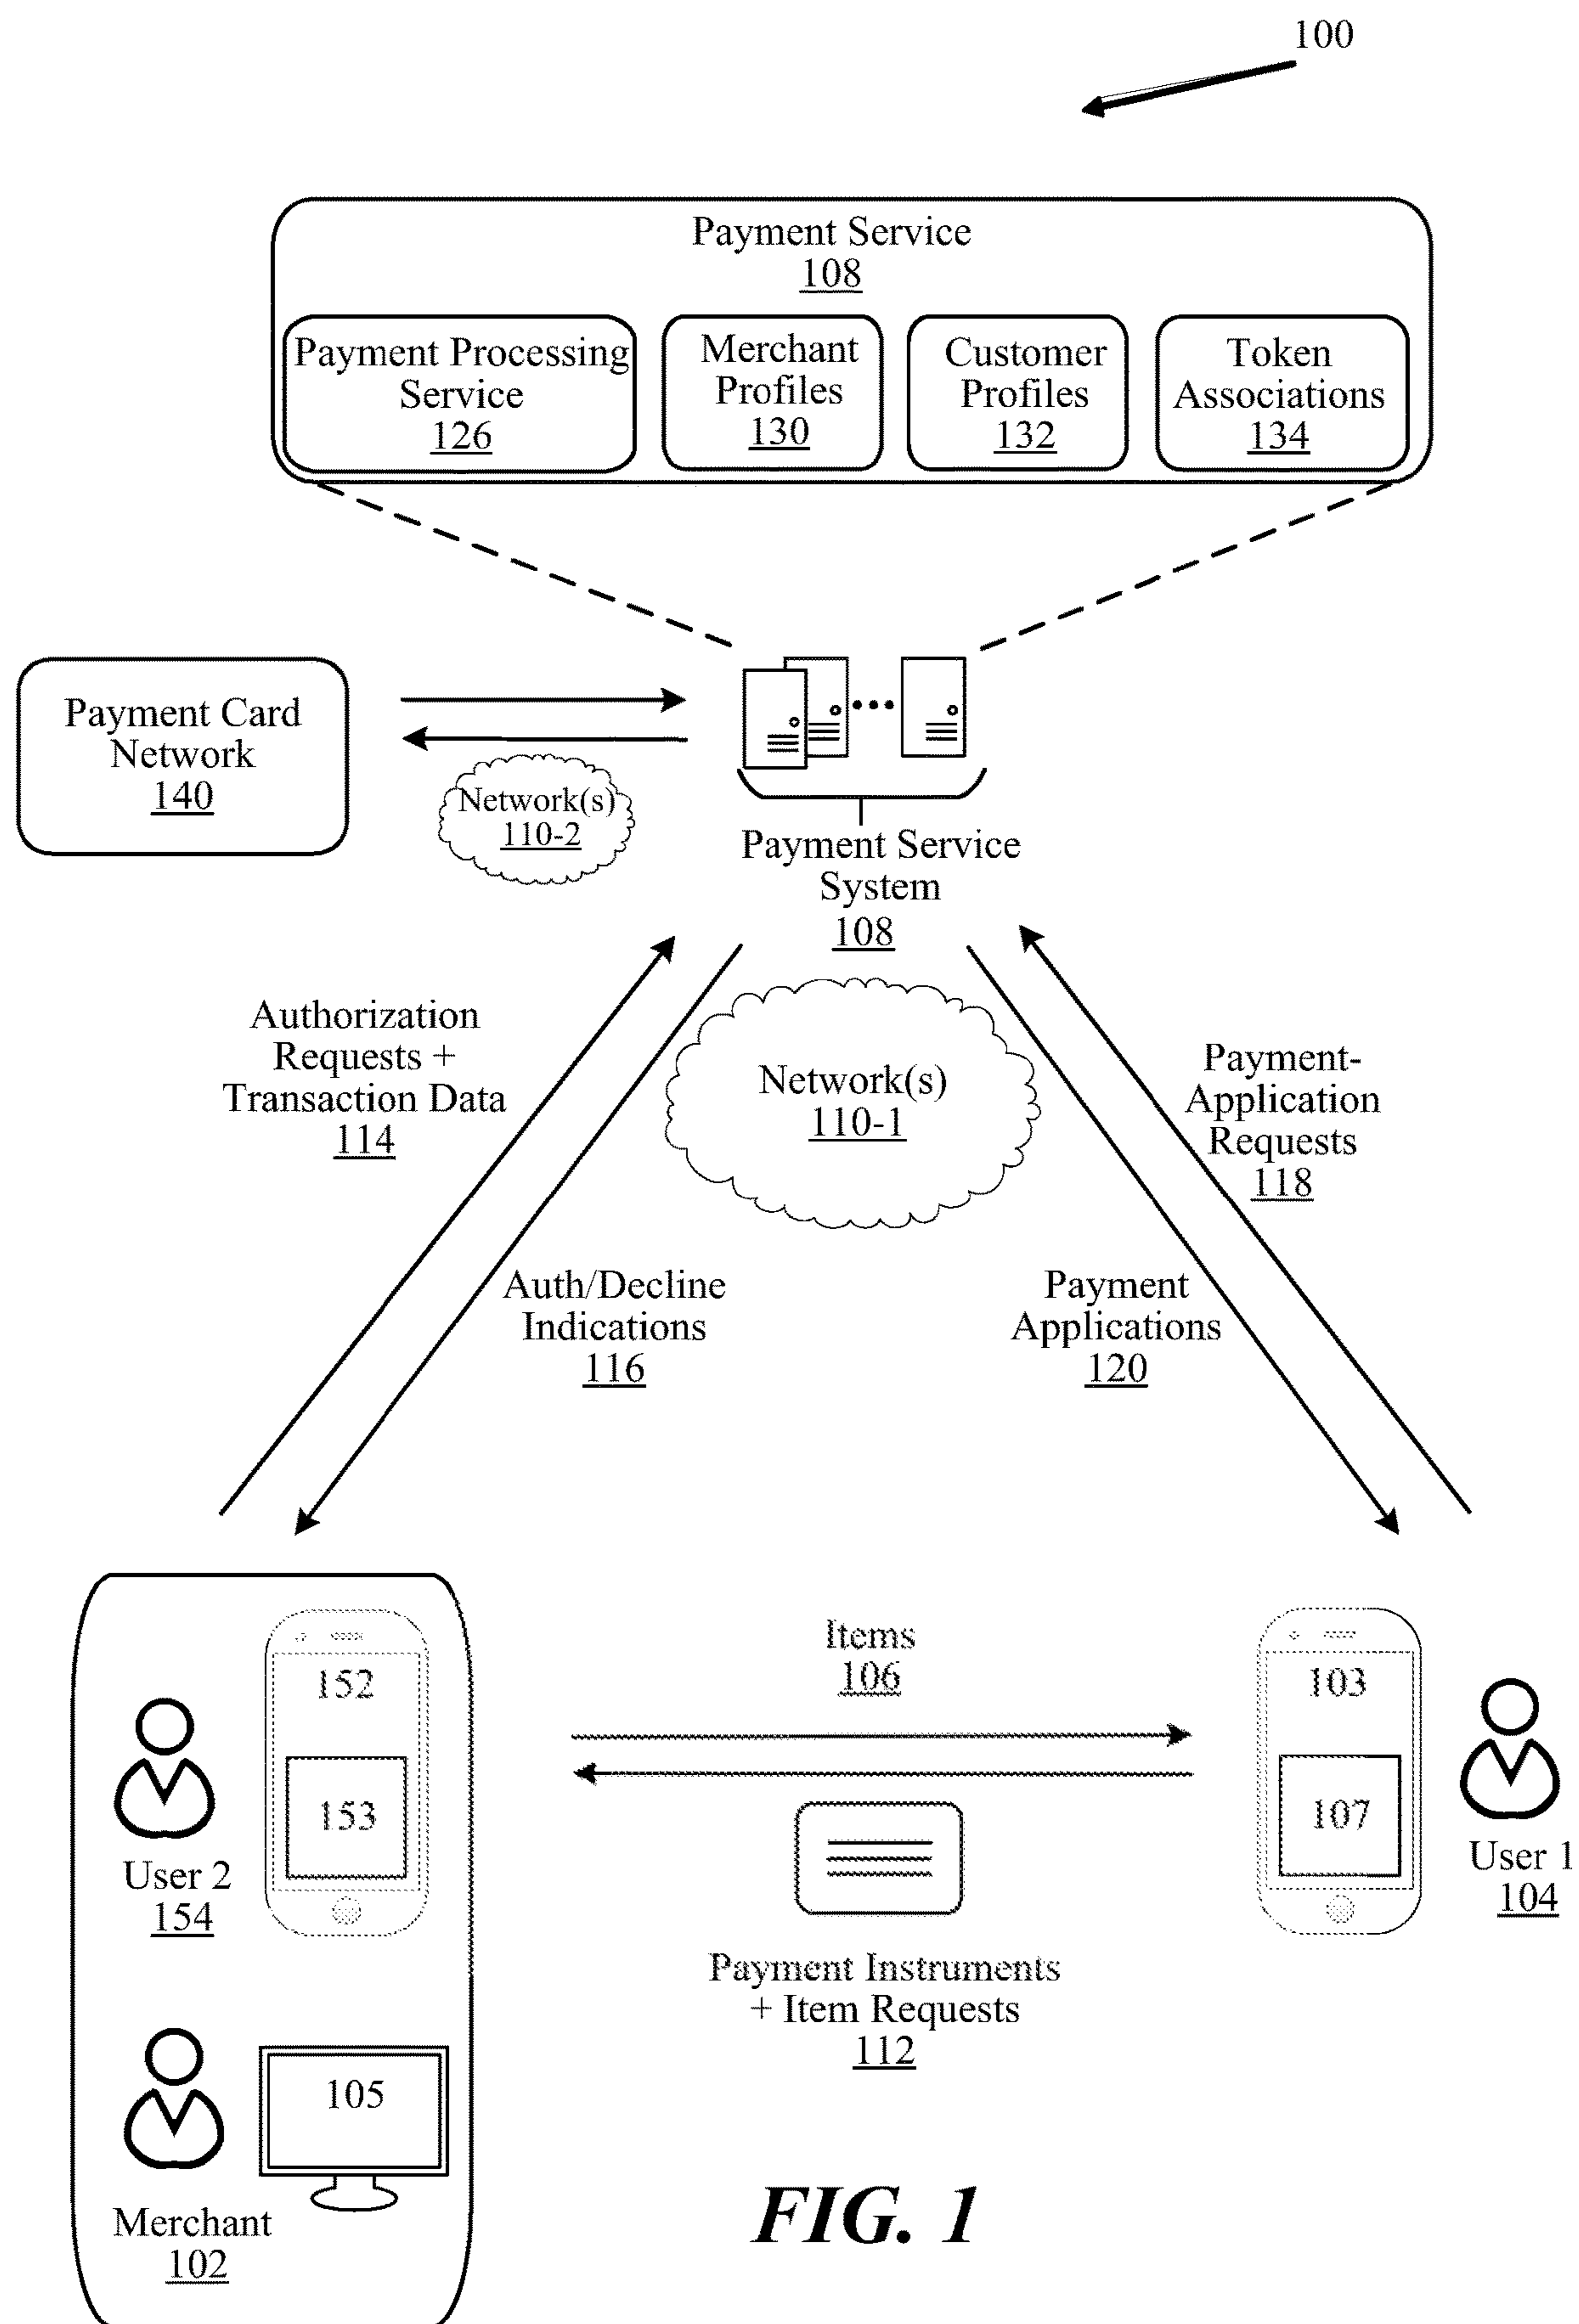 100
Payment Service
108
Payment Processing
Service
126
Merchant
Profiles
130
Customer
Profiles
132
Token
Associations
134
Payment Card
Network
140
Network(s)
110-2
Payment Service
System
108
Authorization
Requests +
Transaction Data
114
Network(s)
110-1
Payment-
Application
Requests
118
Auth/Decline
Indications
116
Payment
Applications
120
152
153
User 2
154
Items
106
103
107
User 1
104
Payment Instruments
+ Item Requests
112
105
Merchant
102
FIG. 1